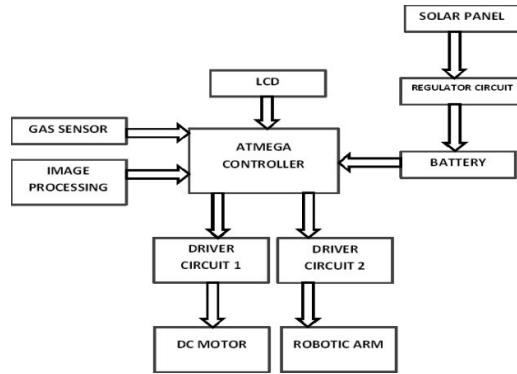 SOLAR PANEL
LCD
REGULATOR CIRCUIT
GAS SENSOR
ATMEGA
CONTROLLER
IMAGE
PROCESSING
BATTERY
DRIVER
CIRCUIT 1
DRIVER
CIRCUIT 2
DC MOTOR
ROBOTIC ARM